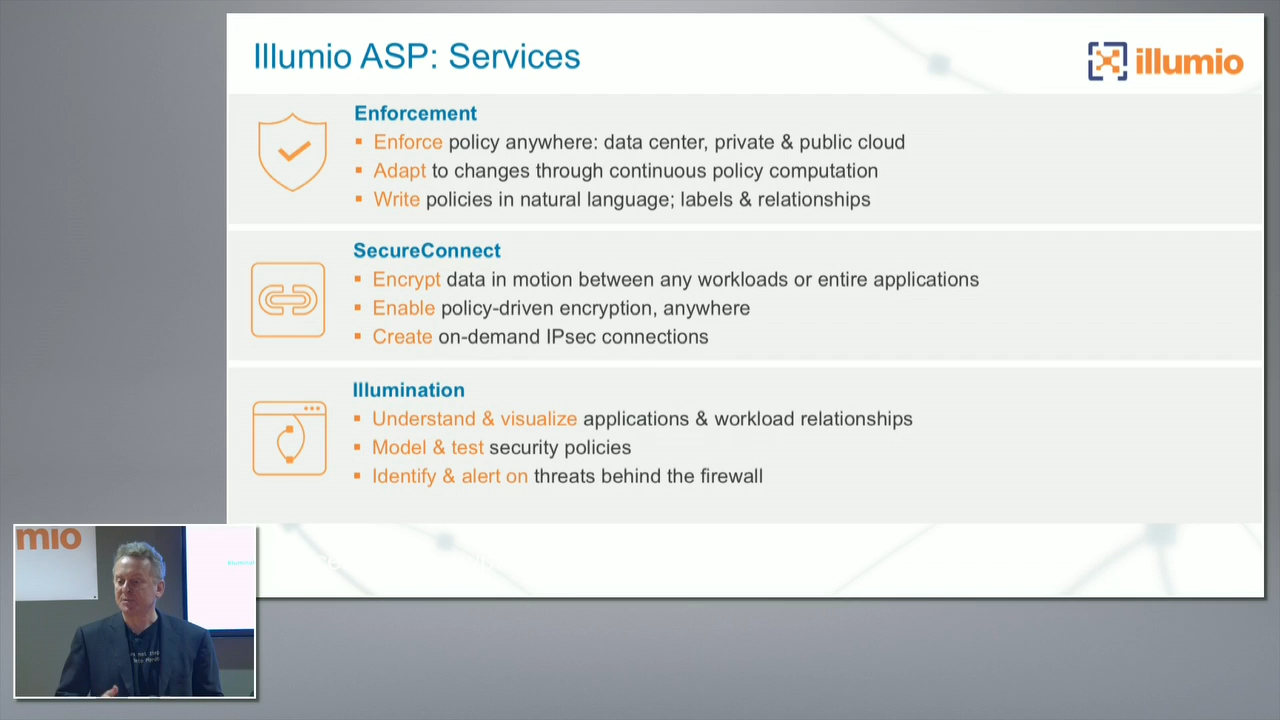 Illumio ASP: Services
illumio
Enforcement
▪ Enforce policy anywhere: data center, private & public cloud
▪ Adapt to changes through continuous policy computation
▪ Write policies in natural language; labels & relationships
SecureConnect
▪ Encrypt data in motion between any workloads or entire applications
▪ Enable policy-driven encryption, anywhere
▪ Create on-demand IPsec connections
Illumination
▪ Understand & visualize applications & workload relationships
▪ Model & test security policies
▪ Identify & alert on threats behind the firewall
mio